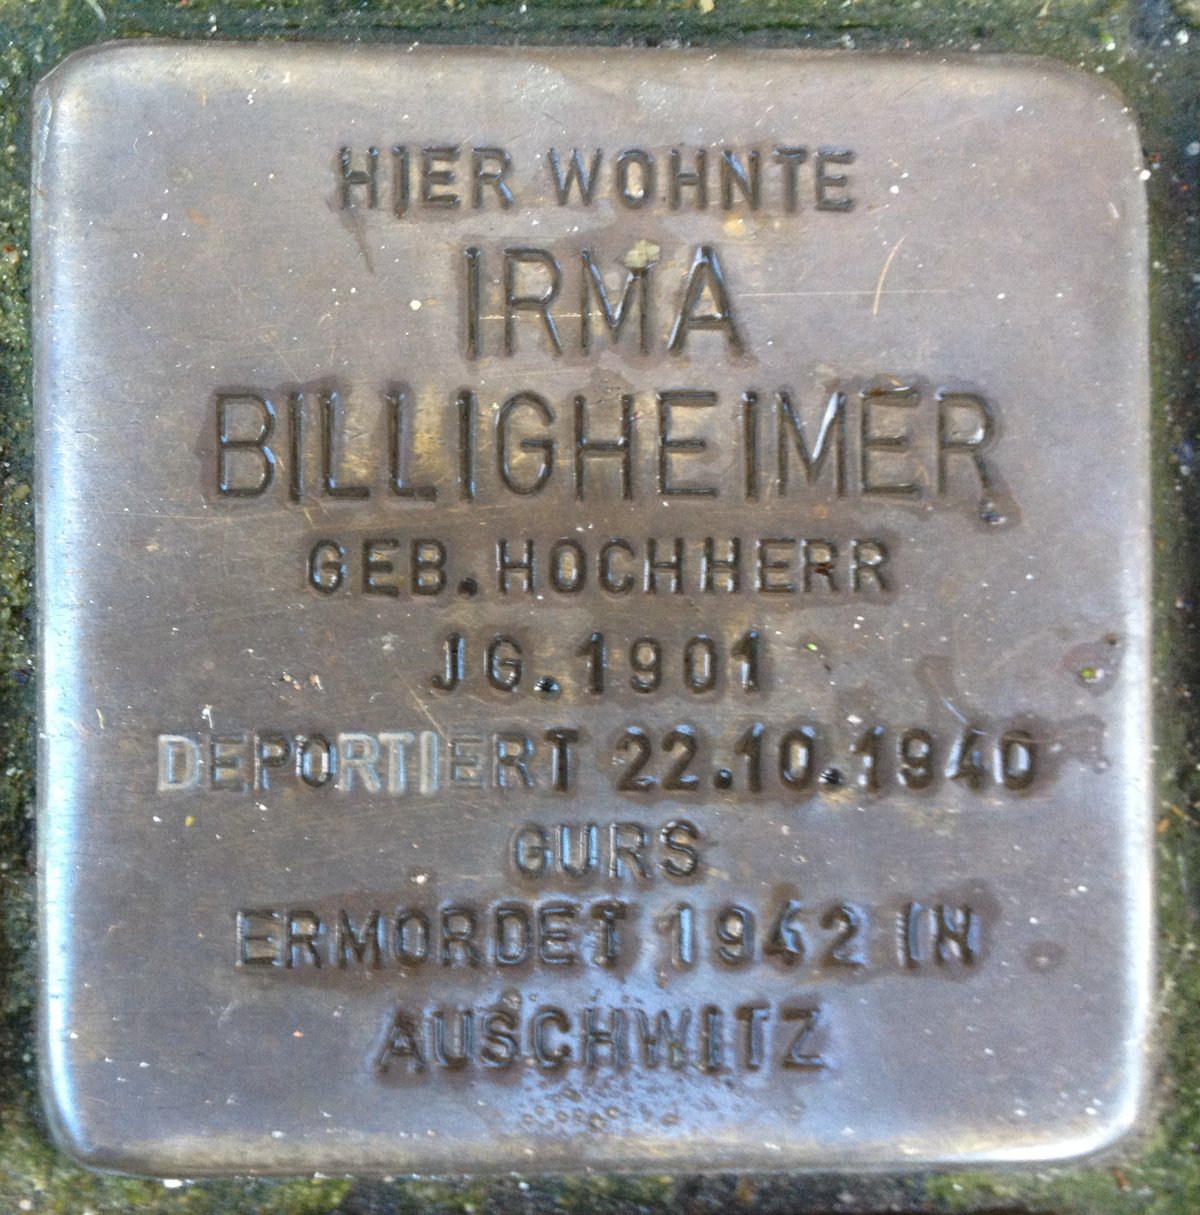 HIER WOHNTE
IRMA
BILLIGHEIMER
GEB. HOCHHERR
JG. 1901
DEPORTIERT 22.10.1940
GURS
ERMORDET 1942 IN
AUSCHWITZ